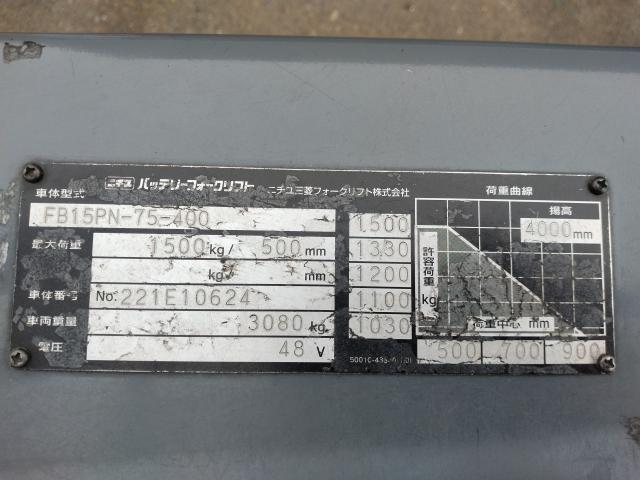 ニチユ バッテリーフォークリフト ニチユ三菱フォークリフト株式会社
車体型式 FB15PN-75-400
最大荷重 1500 kg/ 500 mm
kg/ mm
車体番号 No. 221E10624
車両重量 3080 kg
電圧 48 V
1500
1330
1200
1100
1030
荷重曲線
揚高
4000 mm
許容荷重 kg
荷重中心 mm
500 700 900